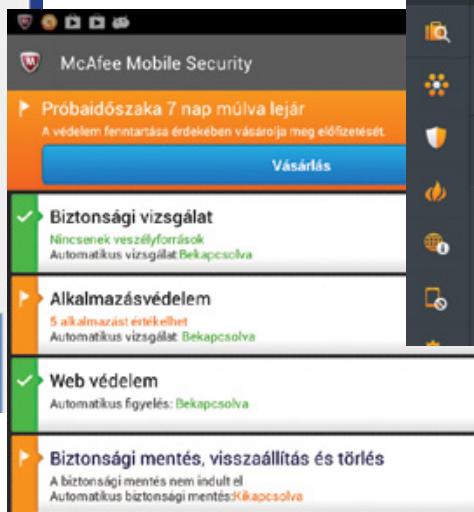 McAfee Mobile Security
Próbaidőszaka 7 nap múlva lejár
A védelem fenntartása érdekében vásárolja meg előfizetését.
Vásárlás
Biztonsági vizsgálat
Nincsenek veszélyforrások
Automatikus vizsgálat: Bekapcsolva
Alkalmazásvédelem
5 alkalmazást értékelhet
Automatikus vizsgálat: Bekapcsolva
Web védelem
Automatikus figyelés: Bekapcsolva
Biztonsági mentés, visszaállítás és törlés
A biztonsági mentés nem indult el
Automatikus biztonsági mentés:Kikapcsolva